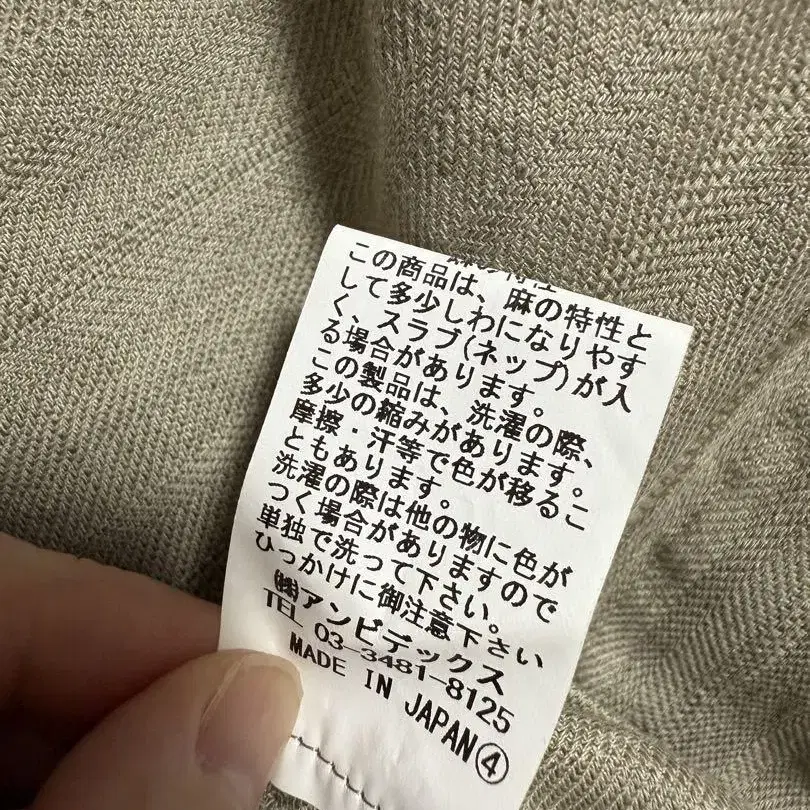 この商品は、麻の特性と
して多少しわになりやす
く、スラブ(ネップ)が入
る場合があります。
この製品は、洗濯の際、
多少の縮みがあります。
摩擦・汗等で色が移るこ
ともあります。
洗濯の際は他の物に色が
つく場合がありますので
単独で洗って下さい。
ひっかけに御注意下さい
㈱アンビデックス
TEL 03-3481-8125
MADE IN JAPAN④